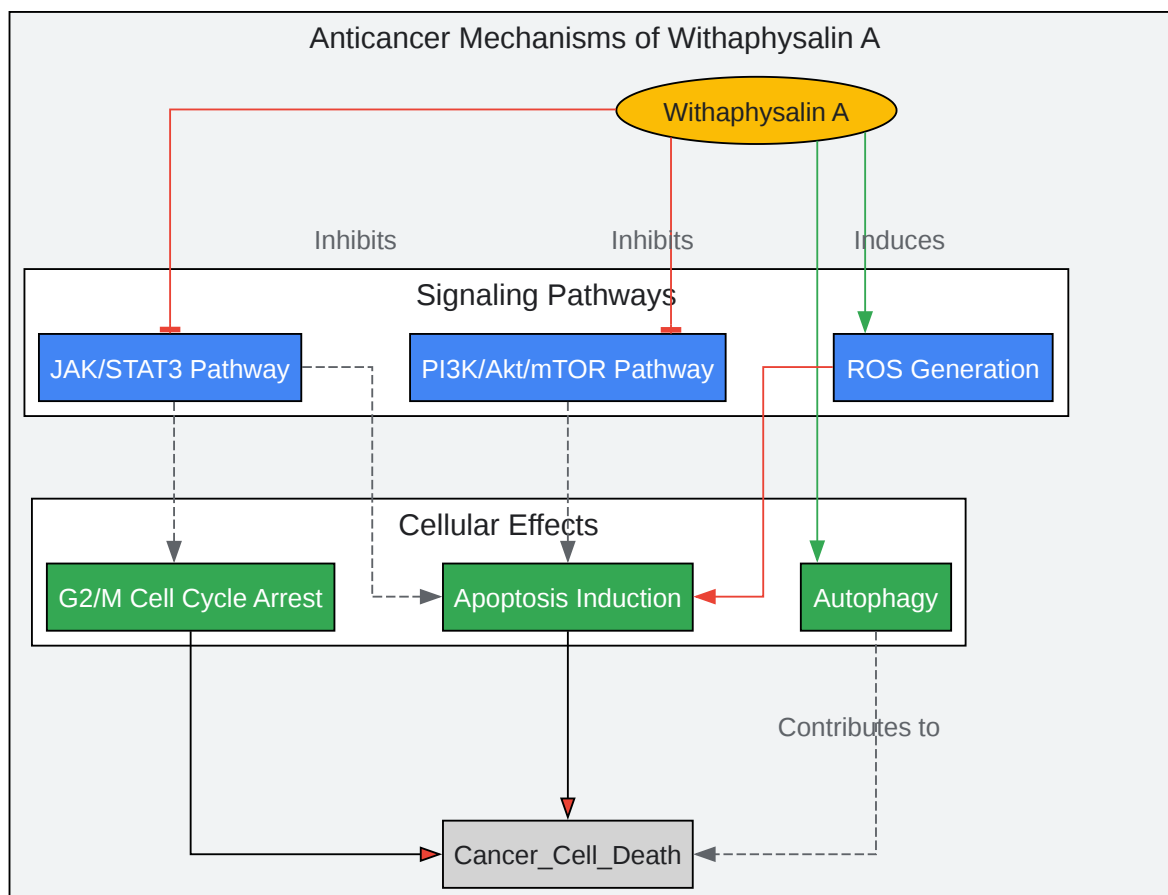 Anticancer Mechanisms of Withaphysalin A
Withaphysalin A
Inhibits
Inhibits
Induces
Signaling Pathways
JAK/STAT3 Pathway
PI3K/Akt/mTOR Pathway
ROS Generation
Cellular Effects
G2/M Cell Cycle Arrest
Apoptosis Induction
Autophagy
Contributes to
Cancer_Cell_Death